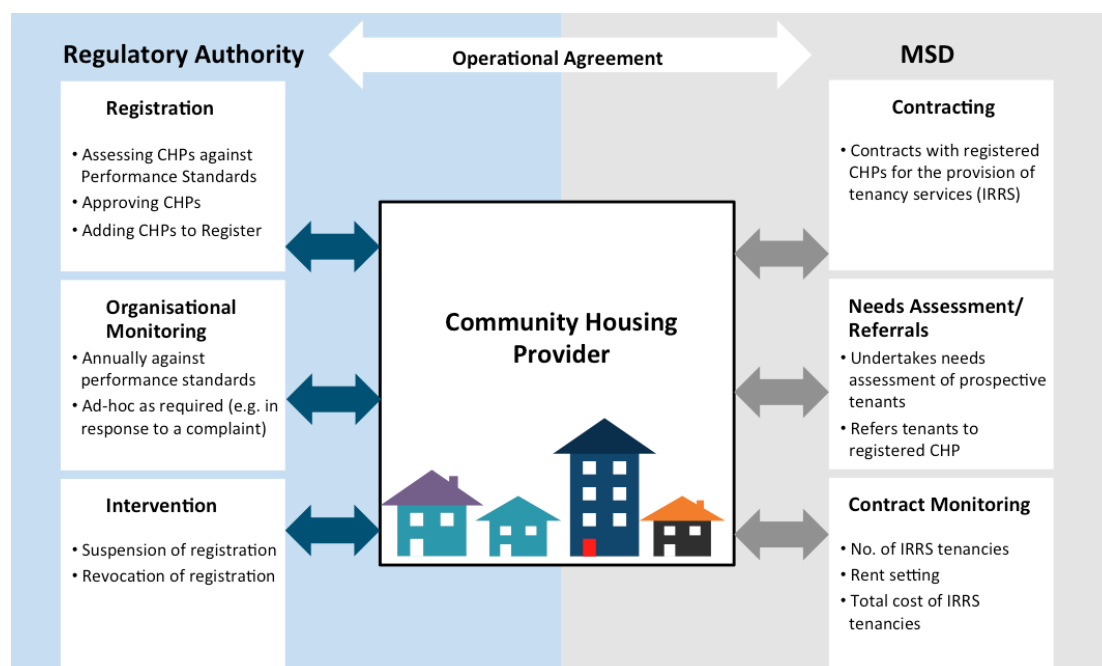 Regulatory Authority
Operational Agreement
MSD
Registration
• Assessing CHPs against
Performance Standards
• Approving CHPs
• Adding CHPs to Register
Organisational
Monitoring
• Annually against
performance standards
• Ad-hoc as required (e.g. in
response to a complaint)
Intervention
• Suspension of registration
• Revocation of registration
Community Housing
Provider
Contracting
• Contracts with registered
CHPs for the provision of
tenancy services (IRRS)
Needs Assessment/
Referrals
• Undertakes needs
assessment of prospective
tenants
• Refers tenants to
registered CHP
Contract Monitoring
• No. of IRRS tenancies
• Rent setting
• Total cost of IRRS
tenancies